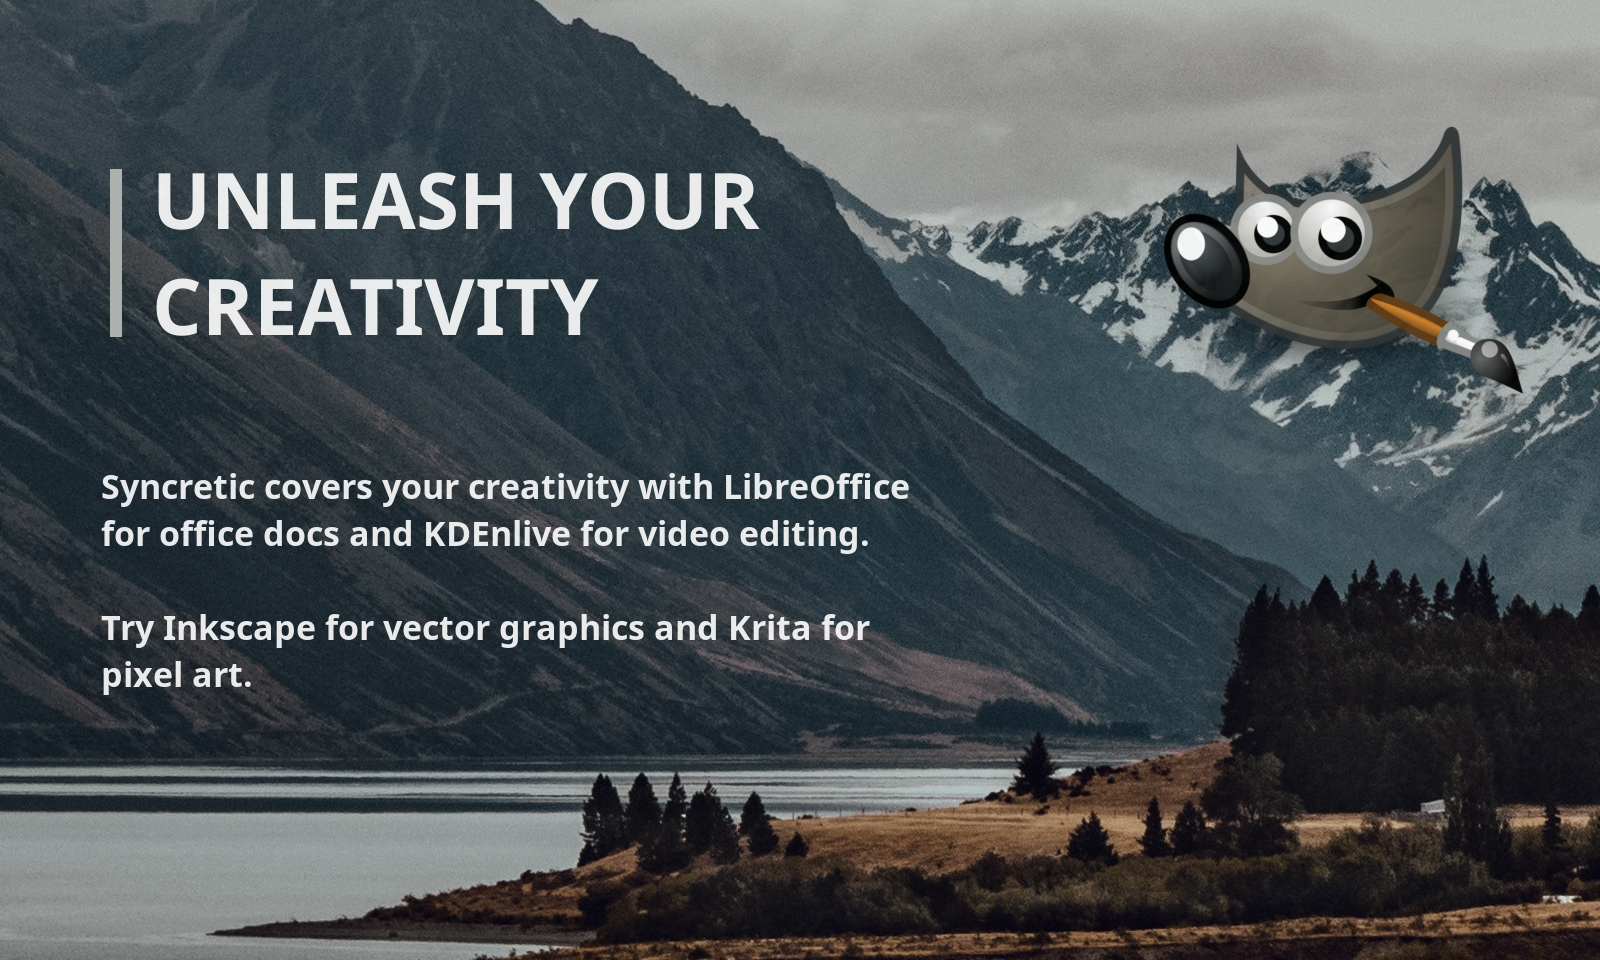 UNLEASH YOUR
CREATIVITY
Syncretic covers your creativity with LibreOffice
for office docs and KDEnlive for video editing.
Try Inkscape for vector graphics and Krita for
pixel art.